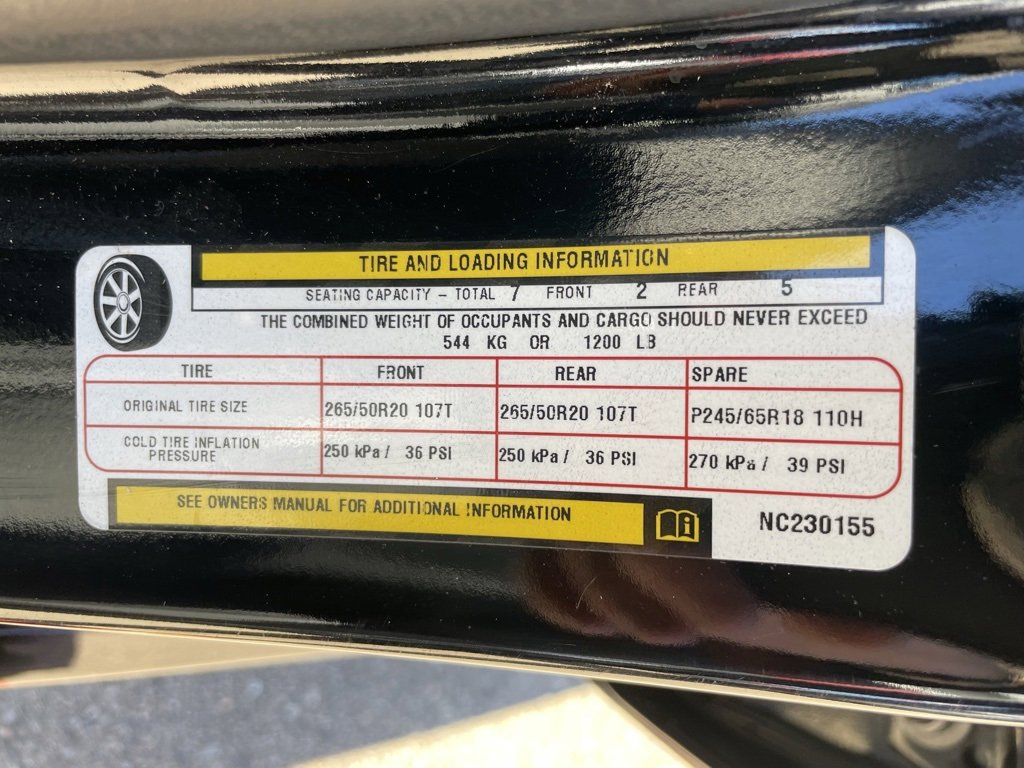 TIRE AND LOADING INFORMATION
SEATING CAPACITY – TOTAL 7 FRONT 2 REAR 5
THE COMBINED WEIGHT OF OCCUPANTS AND CARGO SHOULD NEVER EXCEED
544 KG OR 1200 LB
TIRE FRONT REAR SPARE
ORIGINAL TIRE SIZE 265/50R20 107T 265/50R20 107T P245/65R18 110H
COLD TIRE INFLATION
PRESSURE 250 kPa / 36 PSI 250 kPa / 36 PSI 270 kPa / 39 PSI
SEE OWNERS MANUAL FOR ADDITIONAL INFORMATION
NC230155